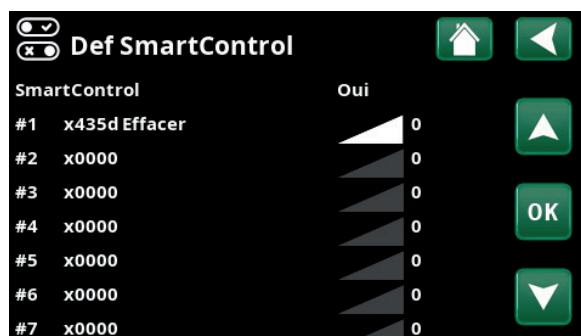 Def SmartControl
SmartControl Oui
#1 x435d Effacer 0
#2 x0000 0
#3 x0000 0
#4 x0000 0
OK
#5 x0000 0
#6 x0000 0
#7 x0000 0